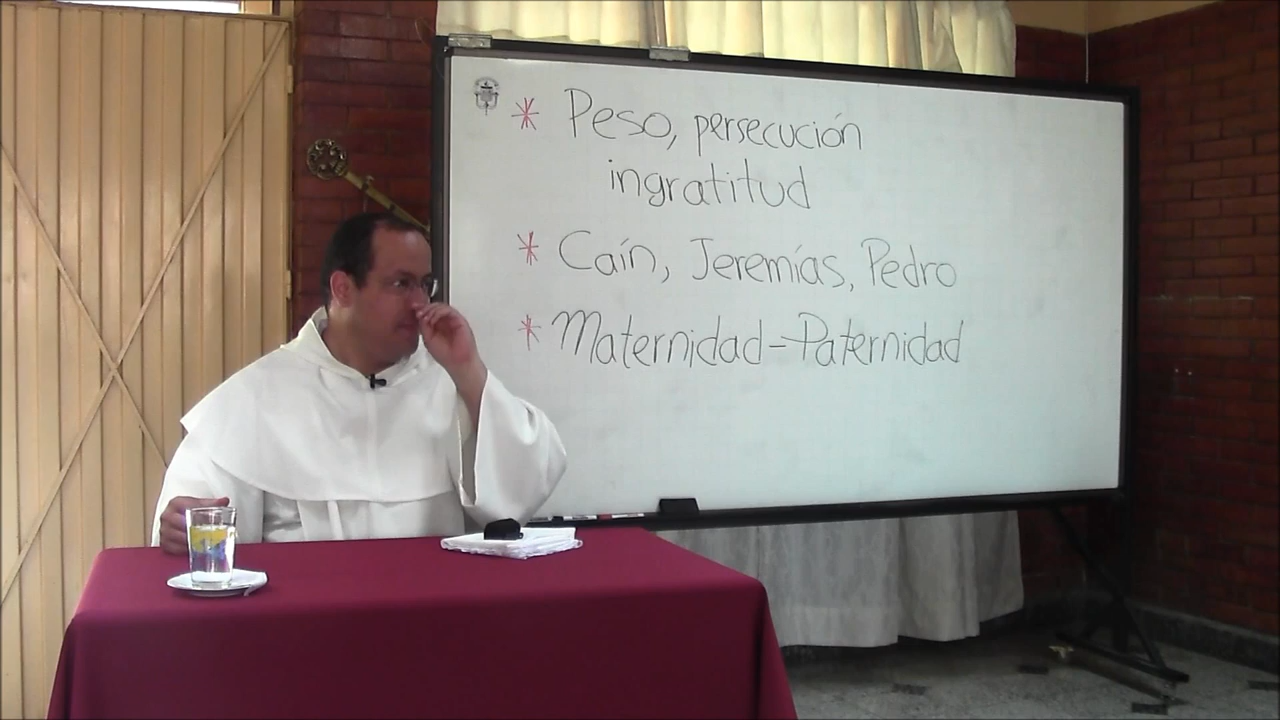 * Peso, persecución
ingratitud
* Caín, Jeremías, Pedro
* Maternidad - Paternidad